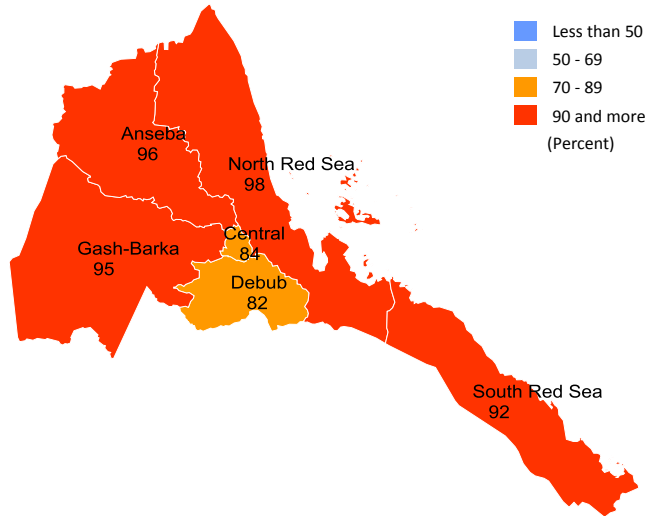 Less than 50
50 - 69
70 - 89
90 and more
(Percent)
Anseba
96
North Red Sea
98
Central
84
Gash-Barka
95
Debub
82
South Red Sea
92